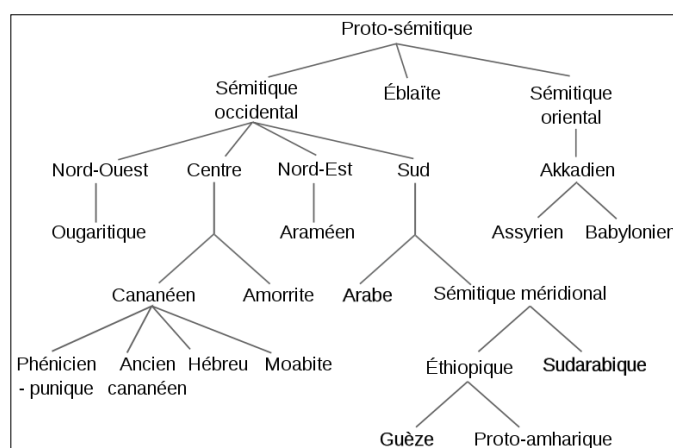 Proto-sémitique
Sémitique
occidental
Éblaïte
Sémitique
oriental
Nord-Ouest
Centre
Nord-Est
Sud
Akkadien
Ougaritique
Araméen
Assyrien
Babylonien
Cananéen
Amorrite
Arabe
Sémitique méridional
Phénicien
- punique
Ancien
cananéen
Hébreu
Moabite
Éthiopique
Sudarabique
Guèze
Proto-amharique